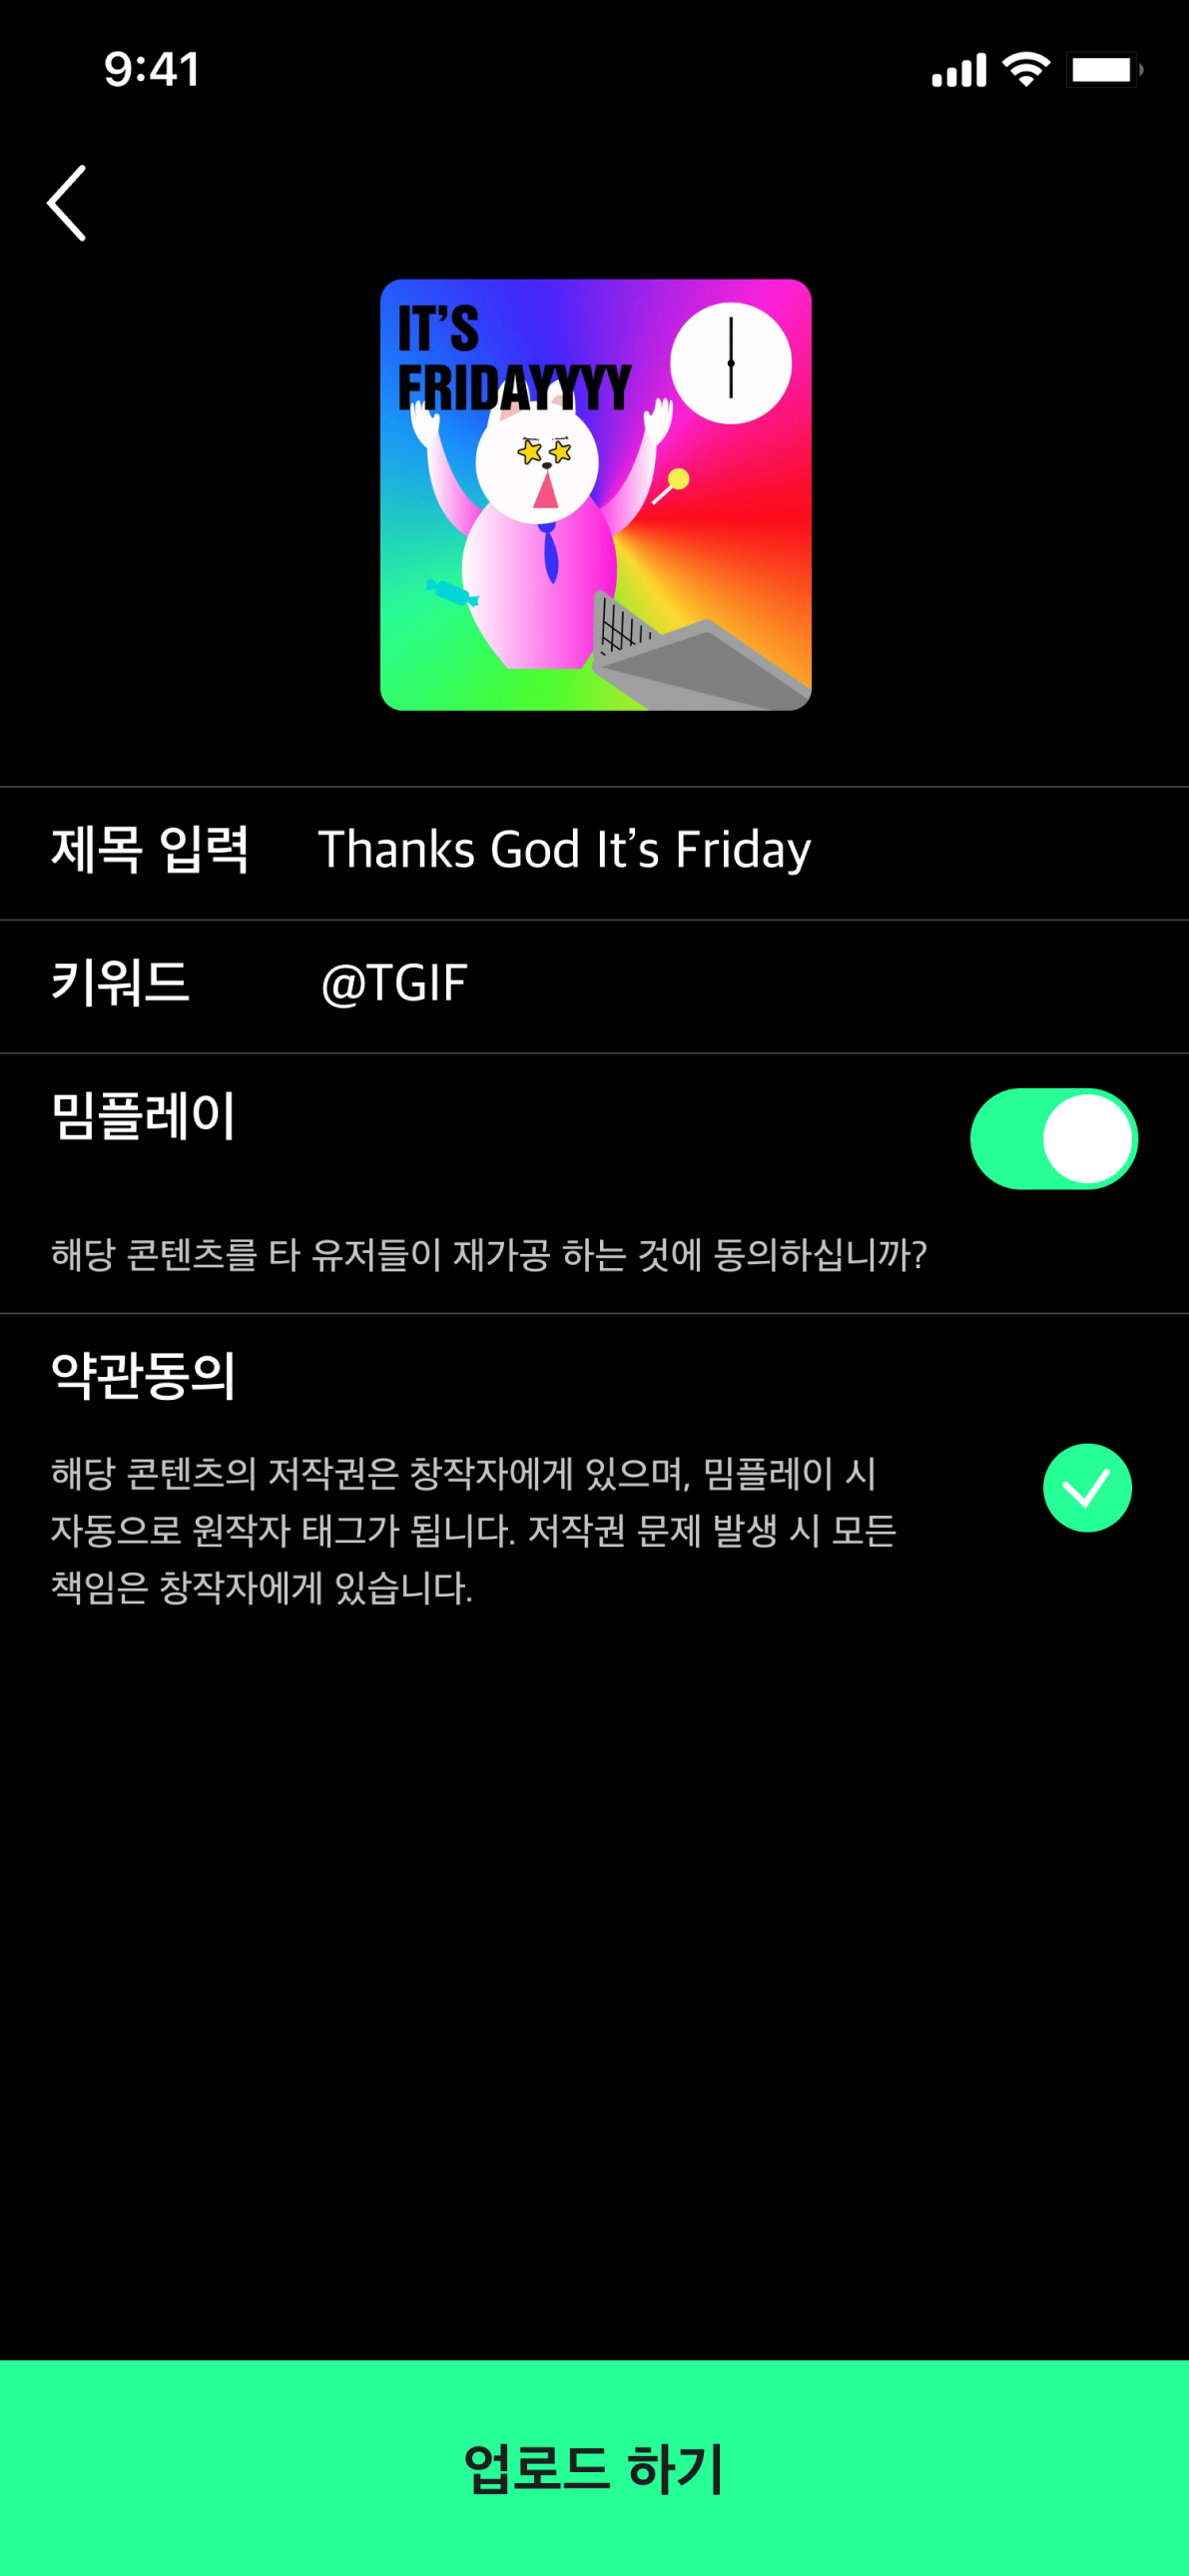 9:41
IT'S
FRIDAYYYY
제목 입력 Thanks God It’s Friday
키워드 @TGIF
밈플레이
해당 콘텐츠를 타 유저들이 재가공 하는 것에 동의하십니까?
약관동의
해당 콘텐츠의 저작권은 창작자에게 있으며, 밈플레이 시
자동으로 원작자 태그가 됩니다. 저작권 문제 발생 시 모든
책임은 창작자에게 있습니다.
업로드 하기